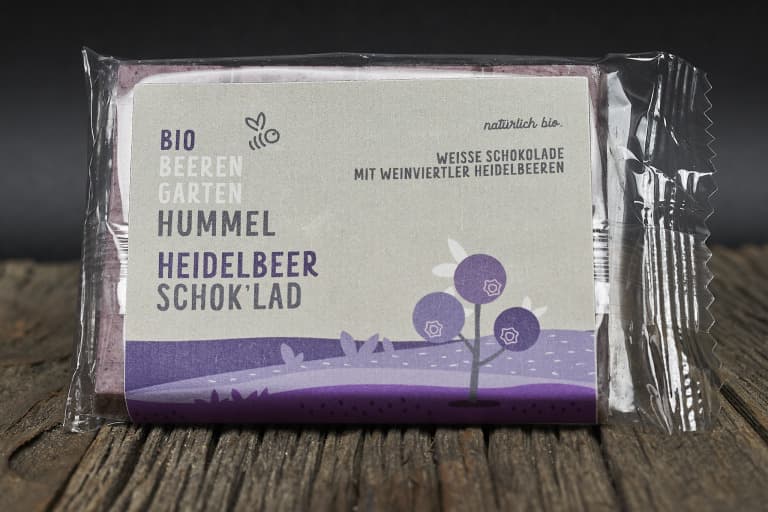 BIO
BEEREN
GARTEN
HUMMEL
HEIDELBEER
SCHOK'LAD
natürlich bio.
WEISSE SCHOKOLADE
MIT WEINVIERTLER HEIDELBEEREN